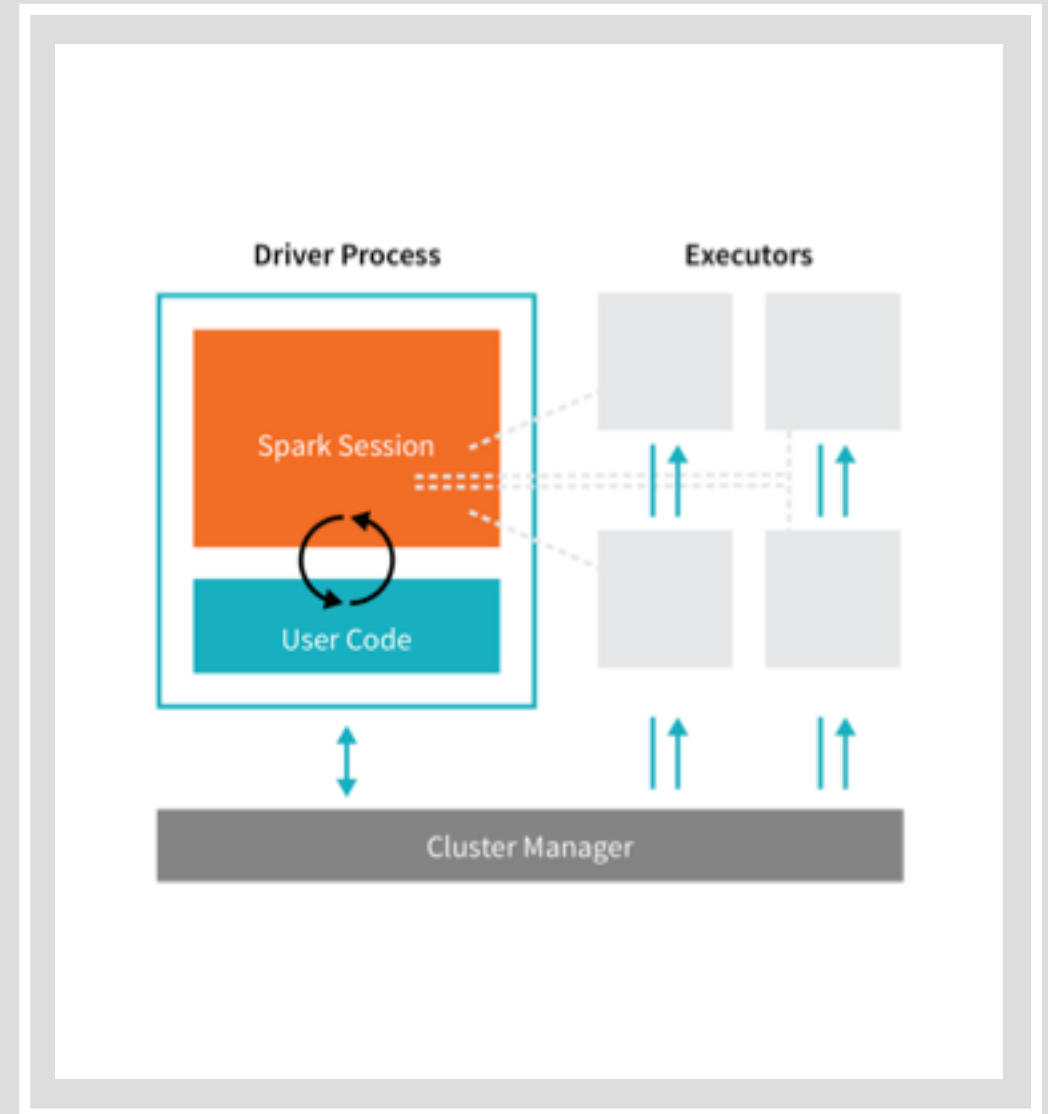 Driver Process
Executors
Spark Session
User Code
Cluster Manager